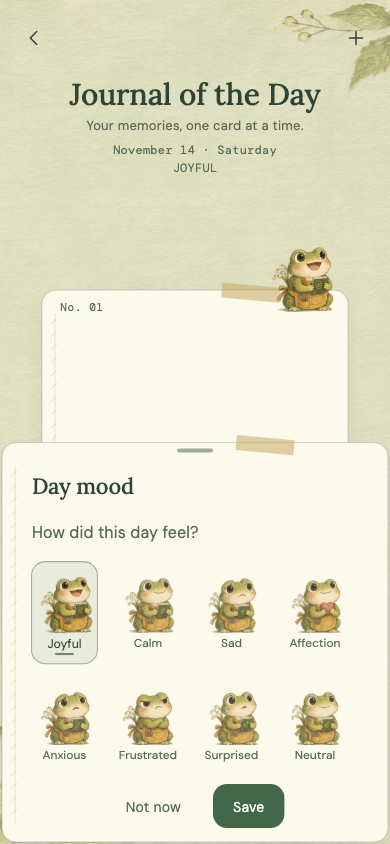 Journal of the Day
Your memories, one card at a time.
November 14 · Saturday
JOYFUL
No. 01
Day mood
How did this day feel?
Joyful
Calm
Sad
Affection
Anxious
Frustrated
Surprised
Neutral
Not now
Save